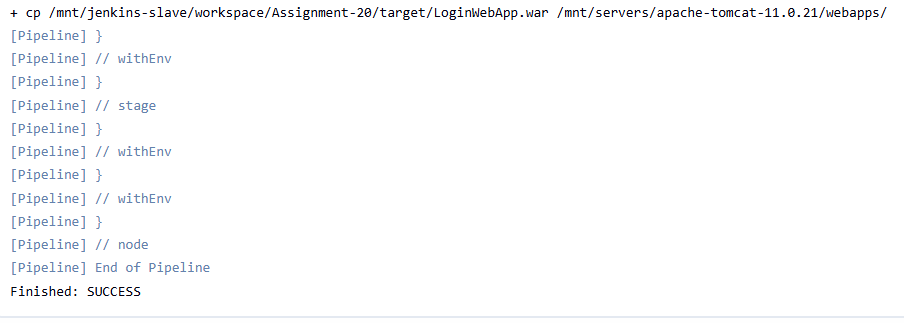 + cp /mnt/jenkins-slave/workspace/Assignment-20/target/LoginWebApp.war /mnt/servers/apache-tomcat-11.0.21/webapps/
[Pipeline] }
[Pipeline] // withEnv
[Pipeline] }
[Pipeline] // stage
[Pipeline] }
[Pipeline] // withEnv
[Pipeline] }
[Pipeline] // withEnv
[Pipeline] }
[Pipeline] // node
[Pipeline] End of Pipeline
Finished: SUCCESS